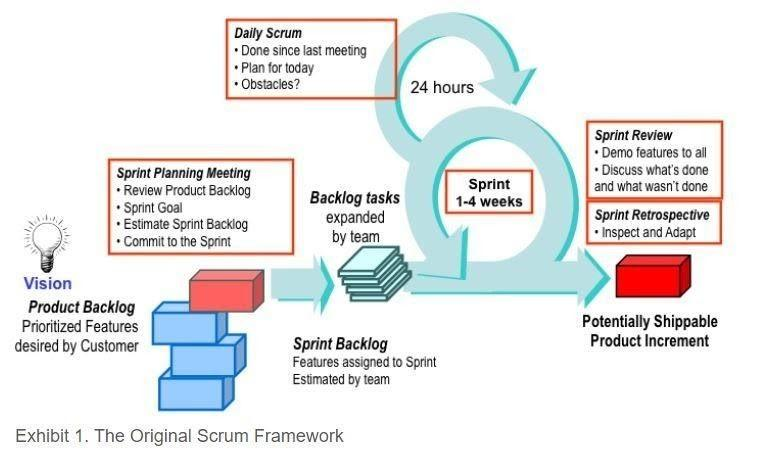 Daily Scrum
• Done since last meeting
• Plan for today
• Obstacles?
24 hours
Sprint Planning Meeting
• Review Product Backlog
• Sprint Goal
• Estimate Sprint Backlog
• Commit to the Sprint
Backlog tasks
expanded
by team
Sprint
1-4 weeks
Sprint Review
• Demo features to all
• Discuss what's done
and what wasn't done
Sprint Retrospective
• Inspect and Adapt
Vision
Product Backlog
Prioritized Features
desired by Customer
Sprint Backlog
Features assigned to Sprint
Estimated by team
Potentially Shippable
Product Increment
Exhibit 1. The Original Scrum Framework